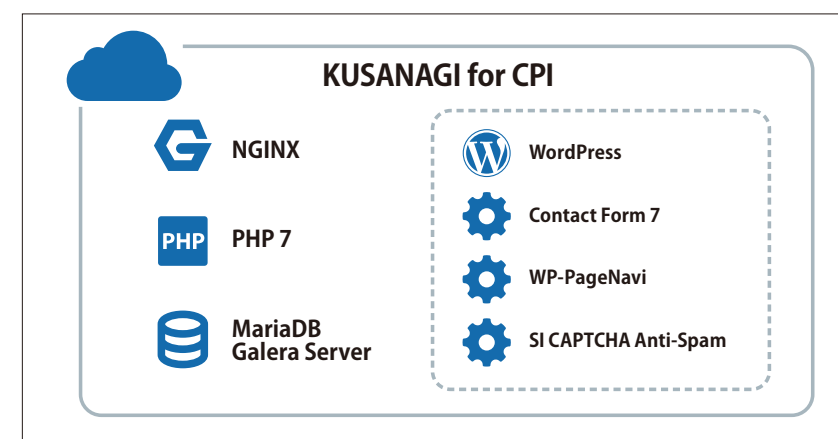 KUSANAGI for CPI
NGINX
PHP
PHP 7
MariaDB
Galera Server
WordPress
Contact Form 7
WP-PageNavi
SI CAPTCHA Anti-Spam